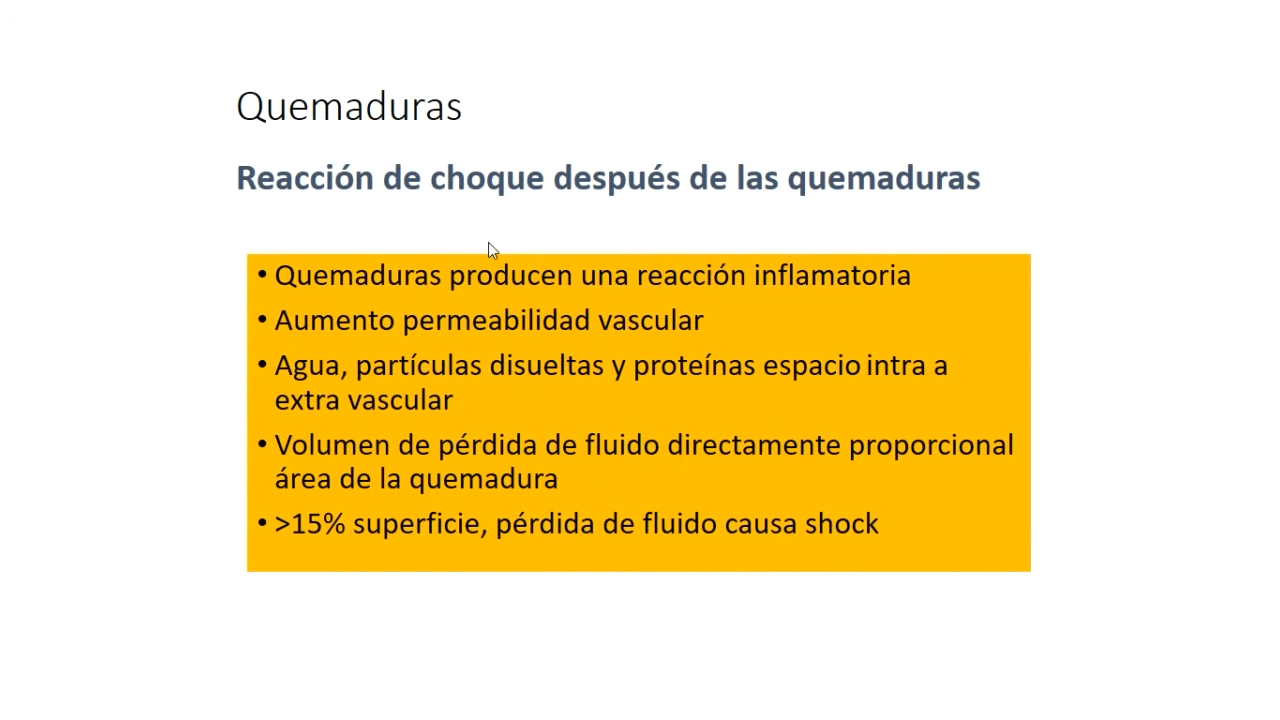 Quemaduras
Reacción de choque después de las quemaduras
• Quemaduras producen una reacción inflamatoria
• Aumento permeabilidad vascular
• Agua, partículas disueltas y proteínas espacio intra a
extra vascular
• Volumen de pérdida de fluido directamente proporcional
área de la quemadura
• >15% superficie, pérdida de fluido causa shock